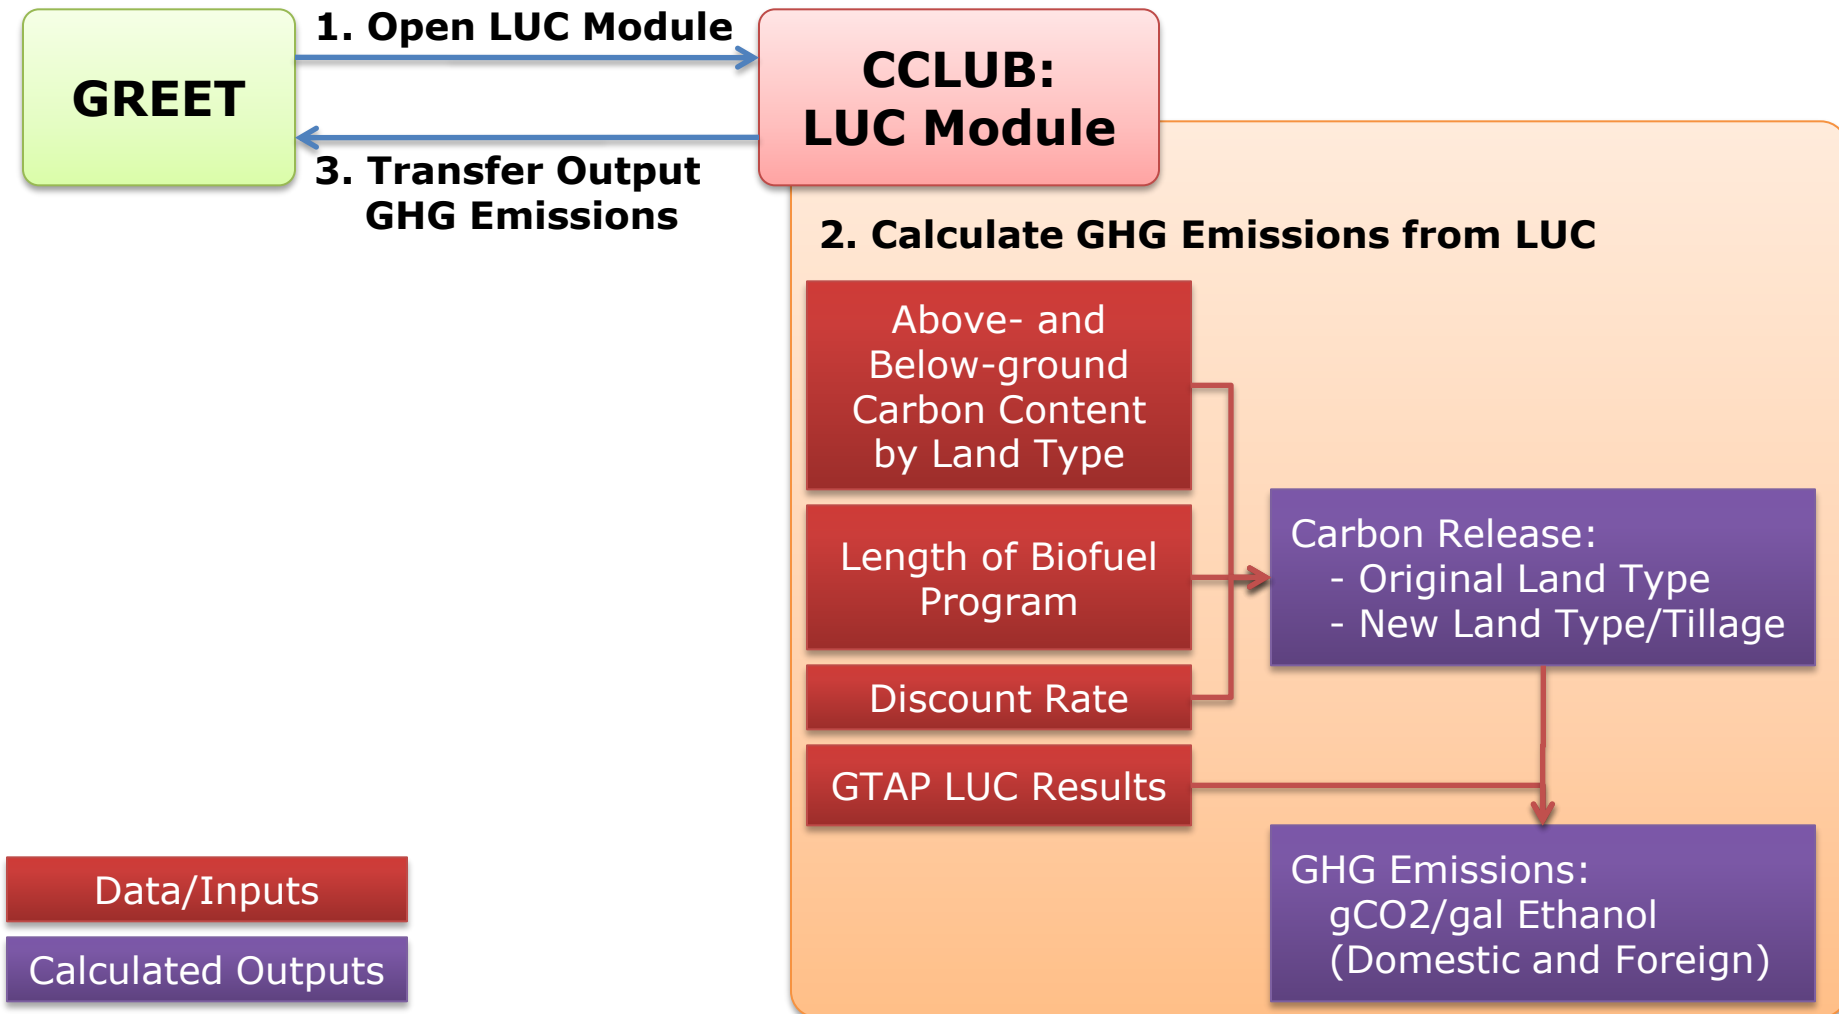 GREET
1. Open LUC Module
3. Transfer Output
GHG Emissions
CCLUB:
LUC Module
2. Calculate GHG Emissions from LUC
Above- and
Below-ground
Carbon Content
by Land Type
Length of Biofuel
Program
Discount Rate
GTAP LUC Results
Carbon Release:
- Original Land Type
- New Land Type/Tillage
GHG Emissions:
gCO2/gal Ethanol
(Domestic and Foreign)
Data/Inputs
Calculated Outputs